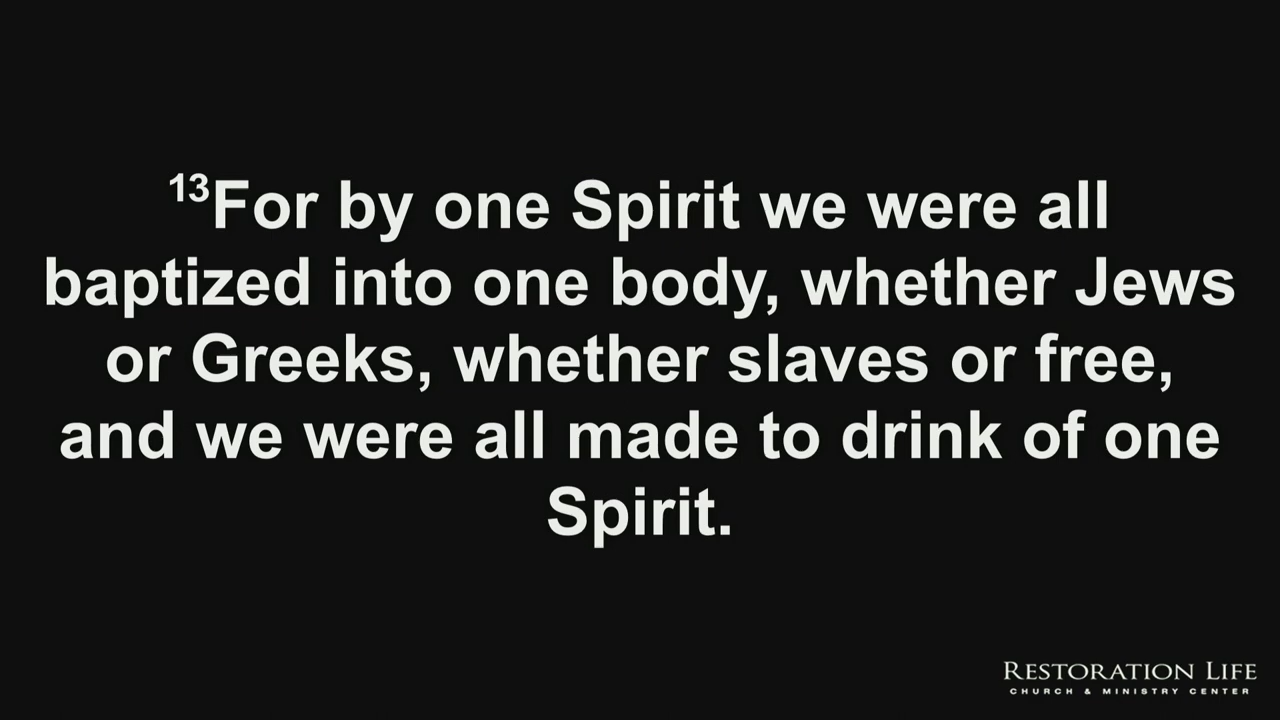 13For by one Spirit we were all
baptized into one body, whether Jews
or Greeks, whether slaves or free,
and we were all made to drink of one
Spirit.
RESTORATION LIFE
CHURCH & MINISTRY CENTER